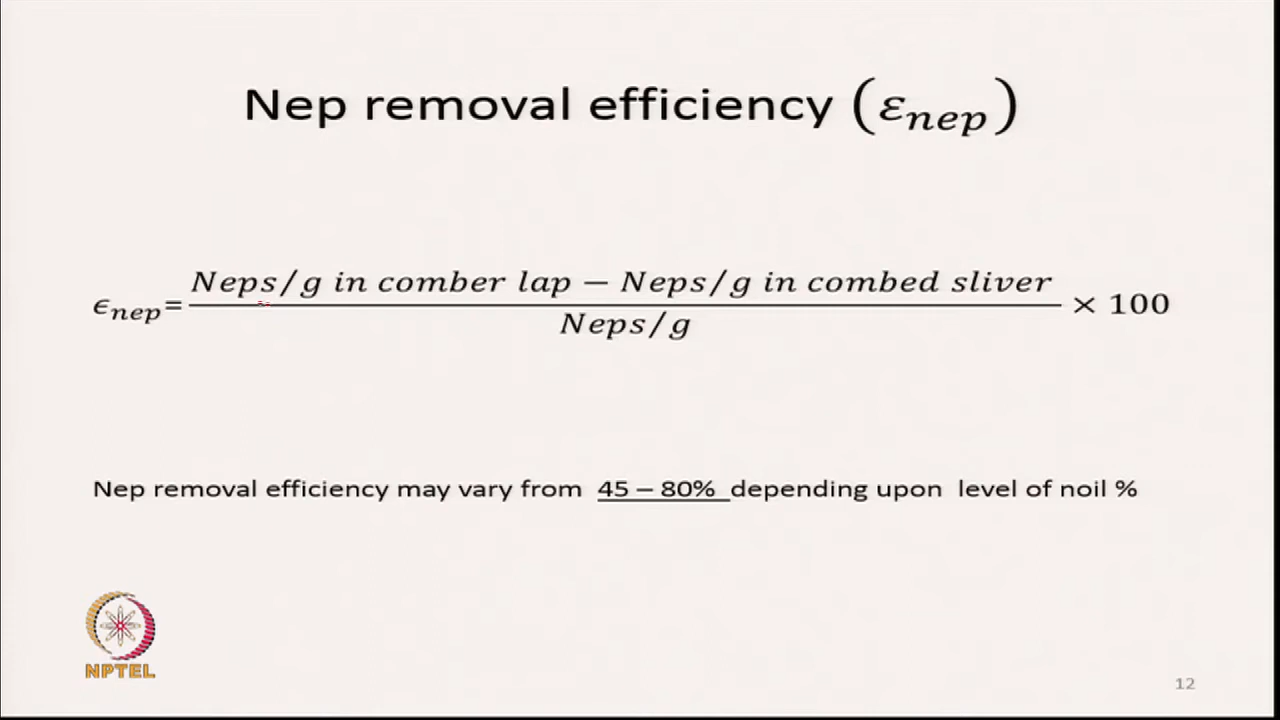 Nep removal efficiency (ε_nep)
ϵ_nep = (Neps/g in comber lap − Neps/g in combed sliver) / (Neps/g) × 100
Nep removal efficiency may vary from 45 – 80% depending upon level of noil %
NPTEL
12